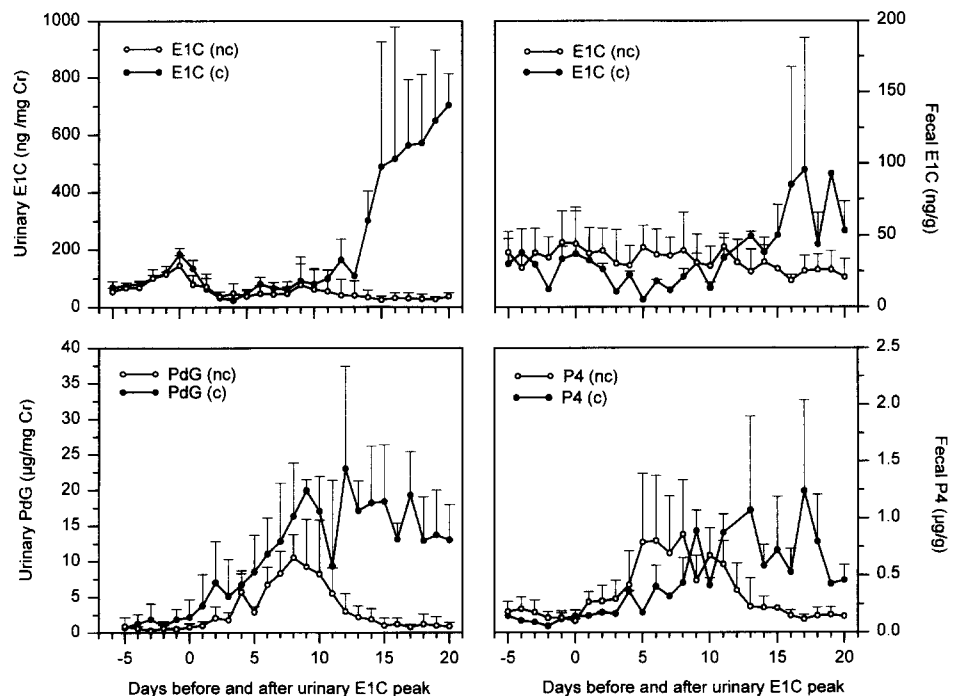 Urinary E1C (ng /mg Cr)
1000
800
600
400
200
0
E1C (nc)
E1C (c)
E1C (nc)
E1C (c)
200
150
100
50
0
Fecal E1C (ng/g)
Urinary PdG (µg/mg Cr)
40
35
30
25
20
15
10
5
0
PdG (nc)
PdG (c)
-5 0 5 10 15 20
Days before and after urinary E1C peak
P4 (nc)
P4 (c)
2.5
2.0
1.5
1.0
0.5
0.0
Fecal P4 (µg/g)
-5 0 5 10 15 20
Days before and after urinary E1C peak